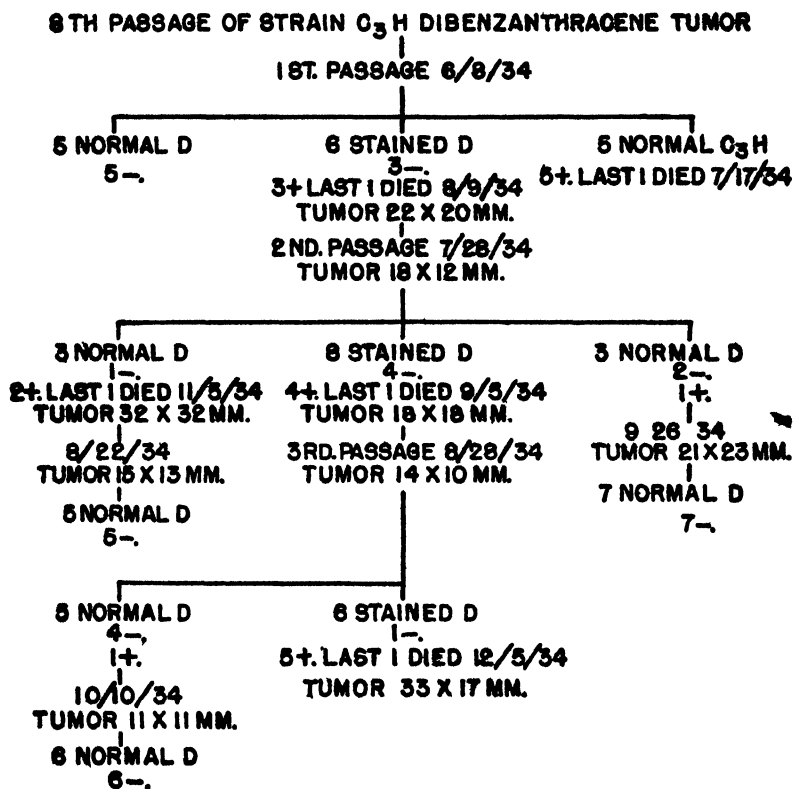 8TH PASSAGE OF STRAIN C3H DIBENZANTHRACENE TUMOR
1ST. PASSAGE 6/8/34
5 NORMAL D
5-.
6 STAINED D
3-.
3+ LAST 1 DIED 8/9/34
TUMOR 22 X 20 MM.
5 NORMAL C3H
5+. LAST 1 DIED 7/17/34
2ND. PASSAGE 7/28/34
TUMOR 18 X 12 MM.
3 NORMAL D
1-.
2+. LAST 1 DIED 11/5/34
TUMOR 32 X 32 MM.
8/22/34
TUMOR 15 X 13 MM.
5 NORMAL D
5-.
8 STAINED D
4-.
4+. LAST 1 DIED 9/5/34
TUMOR 18 X 18 MM.
3RD. PASSAGE 8/28/34
TUMOR 14 X 10 MM.
3 NORMAL D
2-.
1+.
9 26 34
TUMOR 21 X 23 MM.
7 NORMAL D
7-.
5 NORMAL D
4-,
1+.
10/10/34
TUMOR 11 X 11 MM.
6 NORMAL D
6-.
6 STAINED D
1-.
5+. LAST 1 DIED 12/5/34
TUMOR 33 X 17 MM.